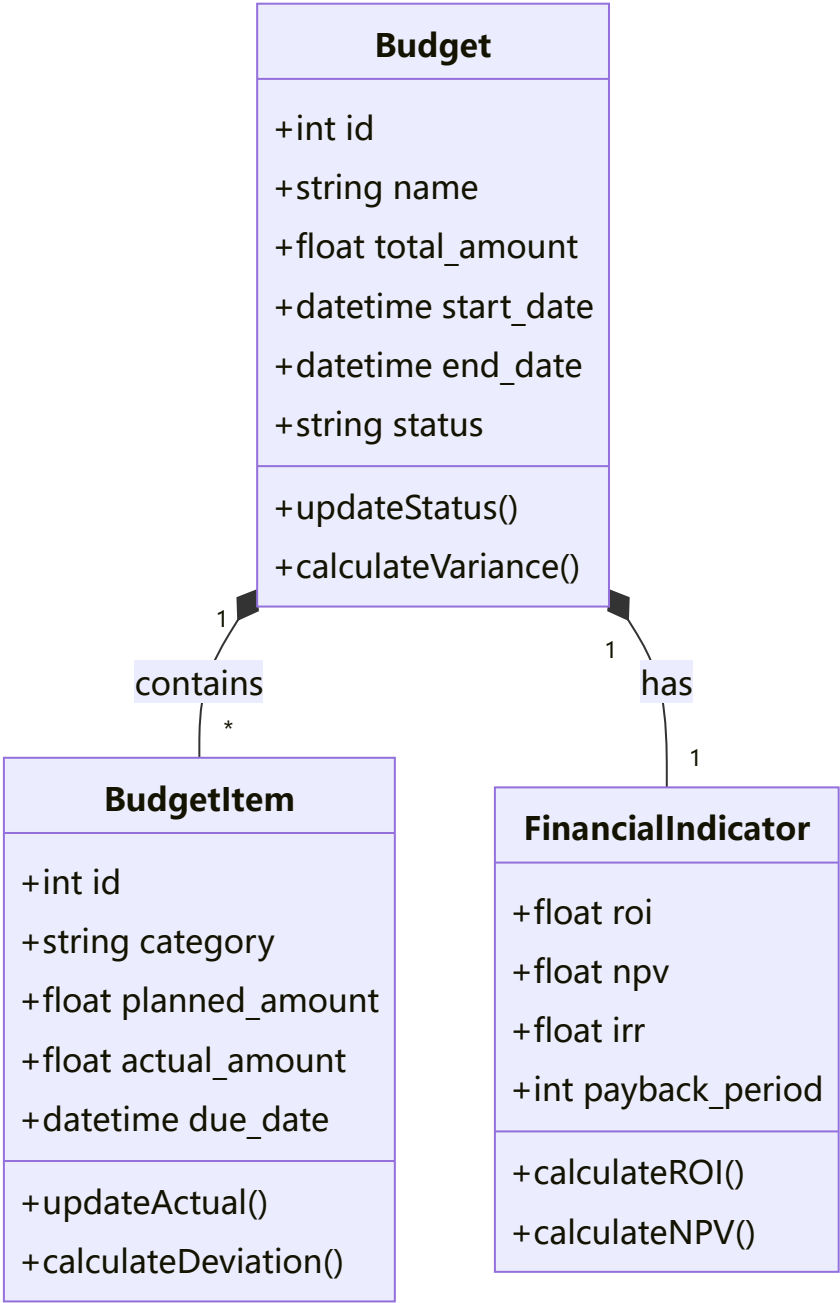 Budget
+int id
+string name
+float total_amount
+datetime start_date
+datetime end_date
+string status
+updateStatus()
+calculateVariance()
1
1
contains
has
*
1
BudgetItem
+int id
+string category
+float planned_amount
+float actual_amount
+datetime due_date
+updateActual()
+calculateDeviation()
FinancialIndicator
+float roi
+float npv
+float irr
+int payback_period
+calculateROI()
+calculateNPV()